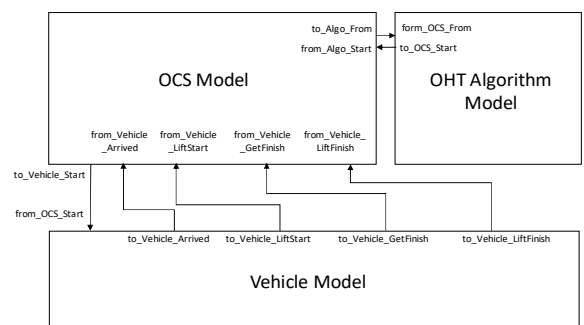 to_Algo_From
form_OCS_From
from_Algo_Start
to_OCS_Start
OCS Model
OHT Algorithm
Model
from_Vehicle
_Arrived
from_Vehicle
_LiftStart
from_Vehicle
_GetFinish
from_Vehicle_
LiftFinish
to_Vehicle_Start
from_OCS_Start
to_Vehicle_Arrived
to_Vehicle_LiftStart
to_Vehicle_GetFinish
to_Vehicle_LiftFinish
Vehicle Model